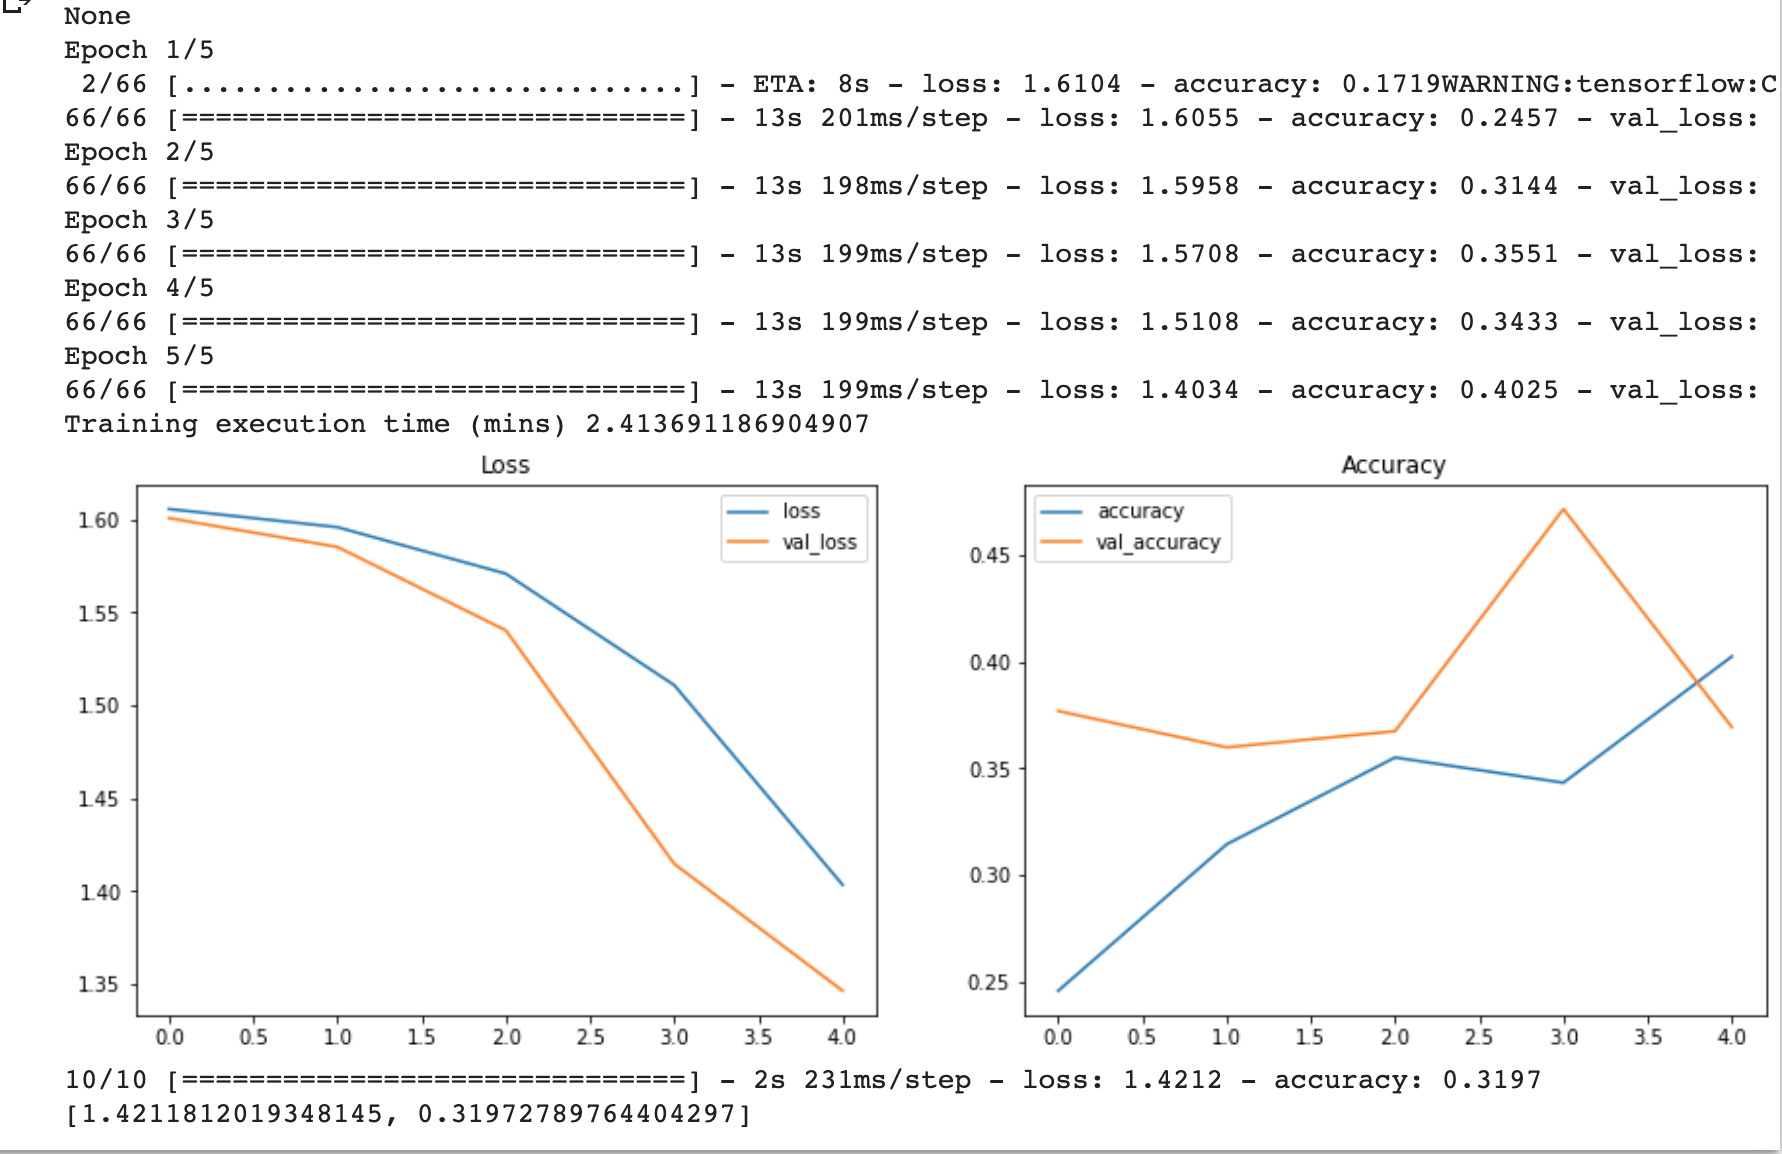 None
Epoch 1/5
2/66 [..............................] - ETA: 8s - loss: 1.6104 - accuracy: 0.1719WARNING:tensorflow:C
66/66 [==============================] - 13s 201ms/step - loss: 1.6055 - accuracy: 0.2457 - val_loss:
Epoch 2/5
66/66 [==============================] - 13s 198ms/step - loss: 1.5958 - accuracy: 0.3144 - val_loss:
Epoch 3/5
66/66 [==============================] - 13s 199ms/step - loss: 1.5708 - accuracy: 0.3551 - val_loss:
Epoch 4/5
66/66 [==============================] - 13s 199ms/step - loss: 1.5108 - accuracy: 0.3433 - val_loss:
Epoch 5/5
66/66 [==============================] - 13s 199ms/step - loss: 1.4034 - accuracy: 0.4025 - val_loss:
Training execution time (mins) 2.413691186904907
Loss
loss
val_loss
1.60
1.55
1.50
1.45
1.40
1.35
0.0 0.5 1.0 1.5 2.0 2.5 3.0 3.5 4.0
Accuracy
accuracy
val_accuracy
0.45
0.40
0.35
0.30
0.25
0.0 0.5 1.0 1.5 2.0 2.5 3.0 3.5 4.0
10/10 [==============================] - 2s 231ms/step - loss: 1.4212 - accuracy: 0.3197
[1.4211812019348145, 0.31972789764404297]